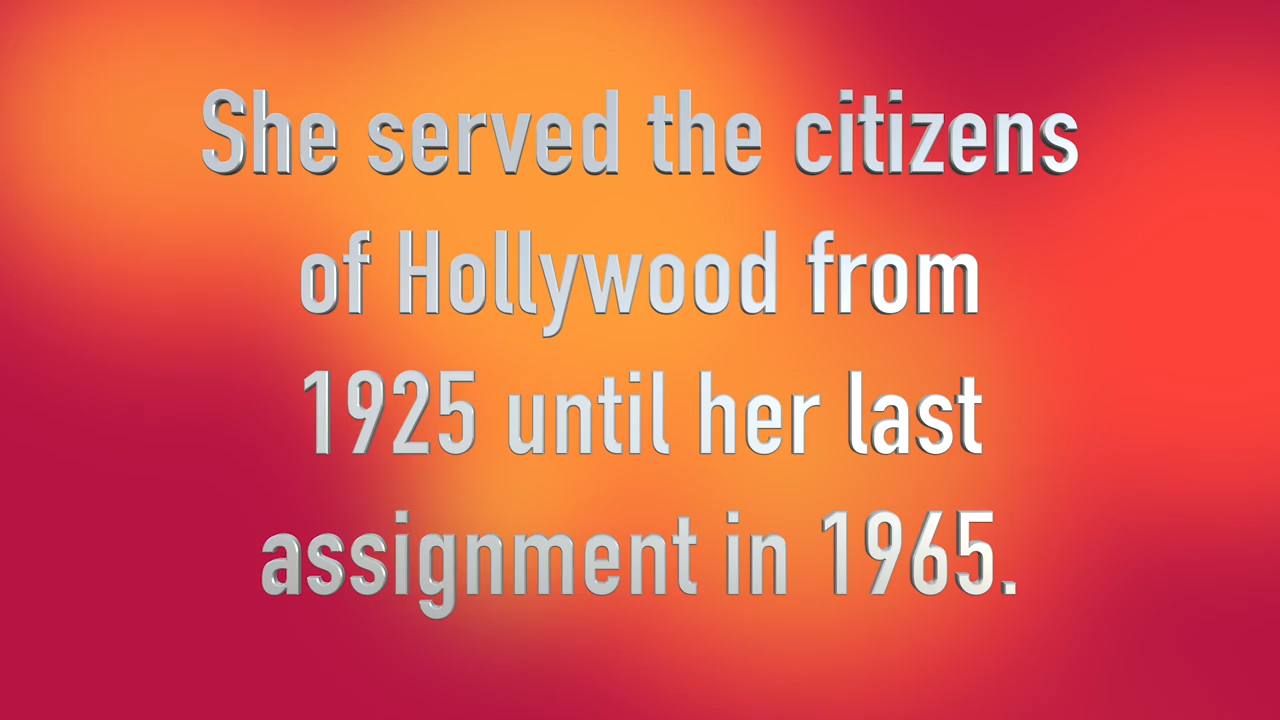 She served the citizens
of Hollywood from
1925 until her last
assignment in 1965.